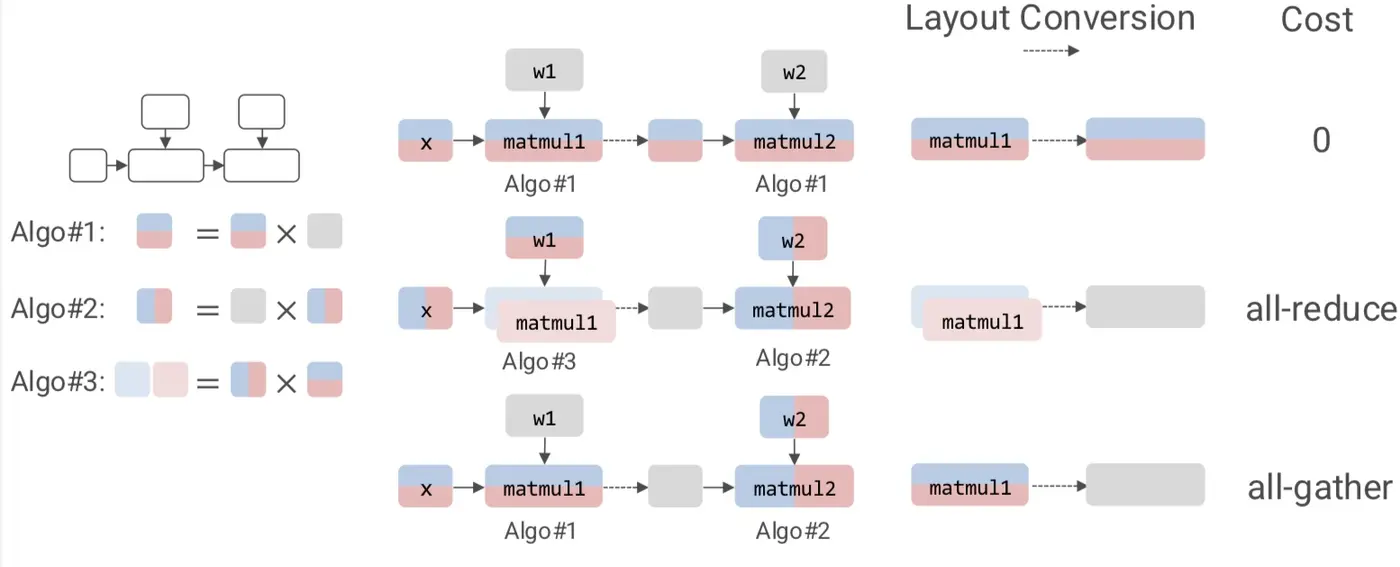 Layout Conversion
Cost
w1
w2
x
matmul1
matmul2
matmul1
0
Algo#1
Algo#1
Algo#1:
=
×
w1
w2
Algo#2:
=
×
x
matmul1
matmul2
matmul1
all-reduce
Algo#3
Algo#2
Algo#3:
=
×
w1
w2
x
matmul1
matmul2
matmul1
all-gather
Algo#1
Algo#2